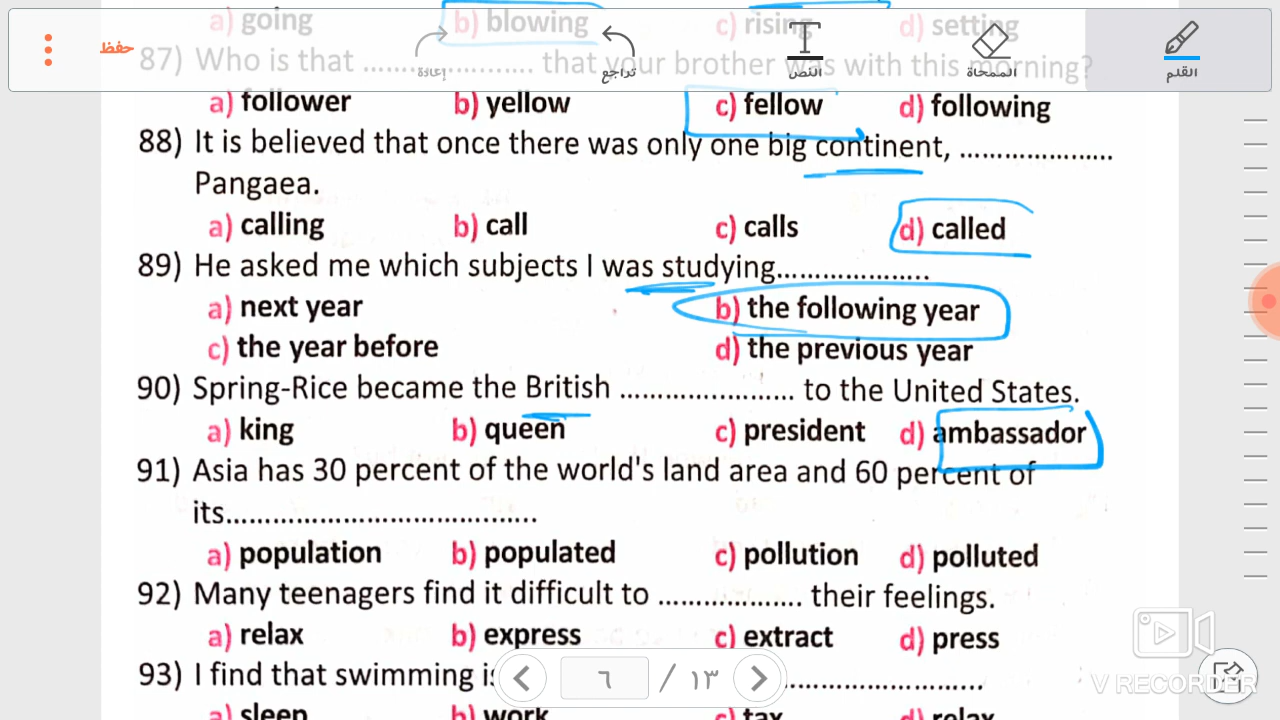 a) going b) blowing c) rising d) setting
حفظ إعادة تراجع النص الممحاة القلم
87) Who is that .................... that your brother was with this morning?
a) follower b) yellow c) fellow d) following
88) It is believed that once there was only one big continent, ....................
Pangaea.
a) calling b) call c) calls d) called
89) He asked me which subjects I was studying....................
a) next year b) the following year
c) the year before d) the previous year
90) Spring-Rice became the British .................... to the United States.
a) king b) queen c) president d) ambassador
91) Asia has 30 percent of the world's land area and 60 percent of
its........................................
a) population b) populated c) pollution d) polluted
92) Many teenagers find it difficult to .................. their feelings.
a) relax b) express c) extract d) press
93) I find that swimming ........................
٦ / ١٣
V RECORDER
a) sleep b) work c) tax d) relax